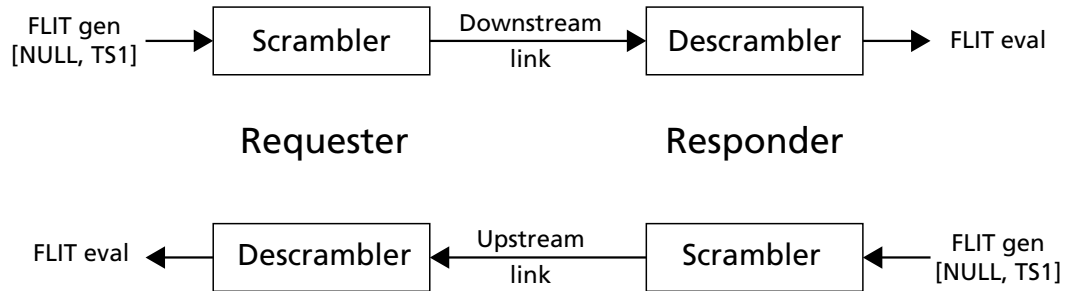 FLIT gen
[NULL, TS1]
Scrambler
Downstream
link
Descrambler
FLIT eval
Requester
Responder
FLIT eval
Descrambler
Upstream
link
Scrambler
FLIT gen
[NULL, TS1]